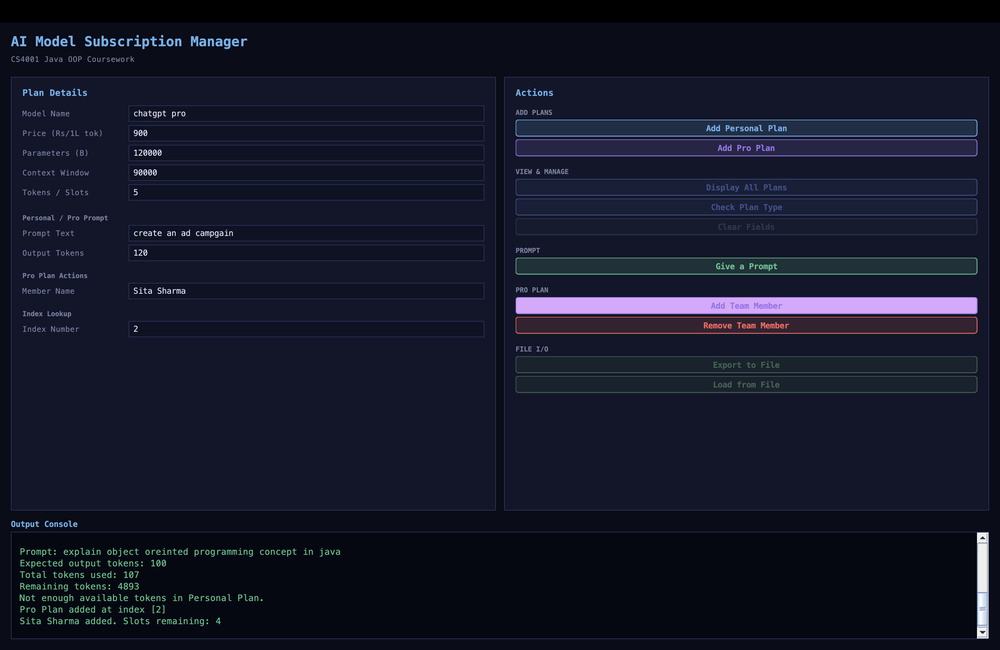 AI Model Subscription Manager
CS4001 Java OOP Coursework
Plan Details
Model Name chatgpt pro
Price (Rs/1L tok) 900
Parameters (B) 120000
Context Window 90000
Tokens / Slots 5
Personal / Pro Prompt
Prompt Text create an ad campgain
Output Tokens 120
Pro Plan Actions
Member Name Sita Sharma
Index Lookup
Index Number 2
Actions
ADD PLANS
Add Personal Plan
Add Pro Plan
VIEW & MANAGE
Display All Plans
Check Plan Type
Clear Fields
PROMPT
Give a Prompt
PRO PLAN
Add Team Member
Remove Team Member
FILE I/O
Export to File
Load from File
Output Console
Prompt: explain object oreinted programming concept in java
Expected output tokens: 100
Total tokens used: 107
Remaining tokens: 4893
Not enough available tokens in Personal Plan.
Pro Plan added at index [2]
Sita Sharma added. Slots remaining: 4